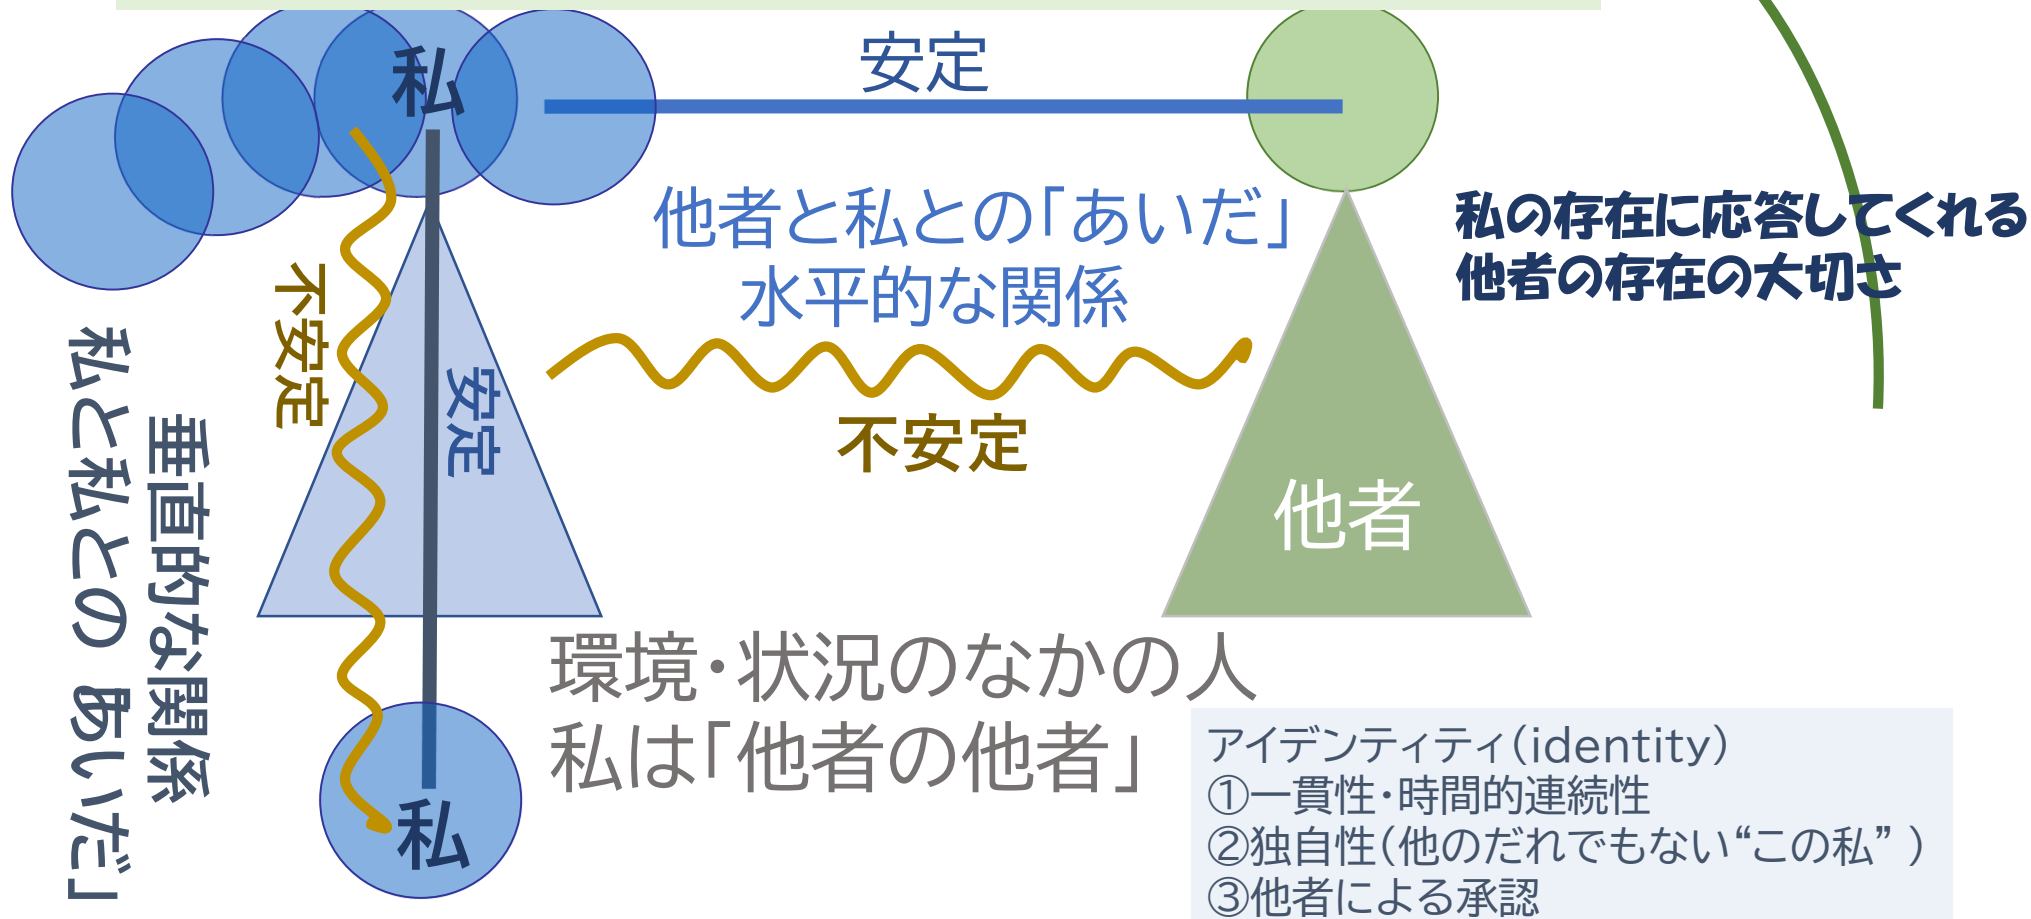 私
安定
他者と私との「あいだ」
水平的な関係
不安定
私の存在に応答してくれる
他者の存在の大切さ
不安定
安定
垂直的な関係
私と私との「あいだ」
他者
環境・状況のなかの人
私は「他者の他者」
私
アイデンティティ(identity)
①一貫性・時間的連続性
②独自性(他のだれでもない“この私” )
③他者による承認